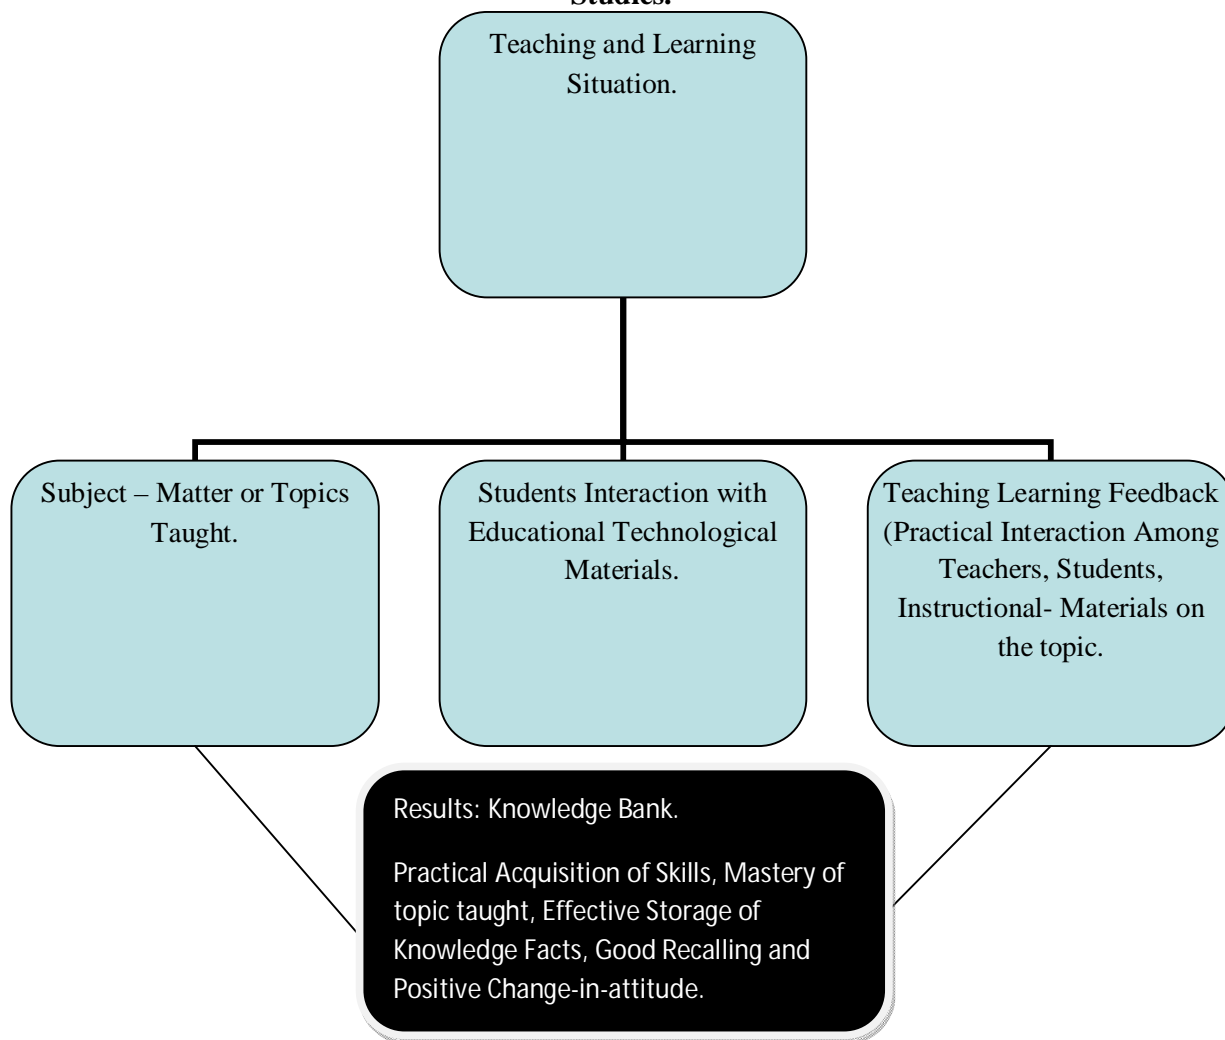 Studies.
Teaching and Learning
Situation.
Subject – Matter or Topics
Taught.
Students Interaction with
Educational Technological
Materials.
Teaching Learning Feedback
(Practical Interaction Among
Teachers, Students,
Instructional- Materials on
the topic.
Results: Knowledge Bank.
Practical Acquisition of Skills, Mastery of
topic taught, Effective Storage of
Knowledge Facts, Good Recalling and
Positive Change-in-attitude.